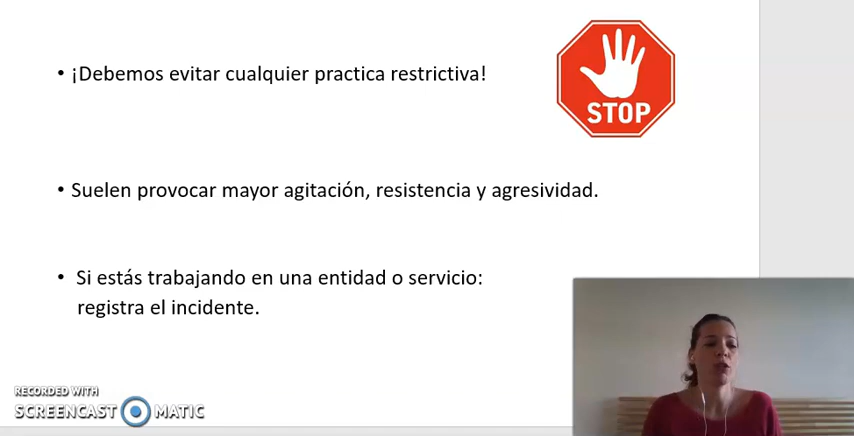 • ¡Debemos evitar cualquier practica restrictiva!
STOP
• Suelen provocar mayor agitación, resistencia y agresividad.
• Si estás trabajando en una entidad o servicio:
registra el incidente.
RECORDED WITH
SCREENCAST MATIC